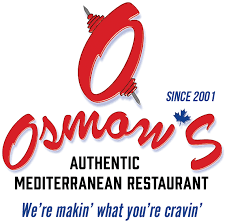 O
SINCE 2001
Osmow'S
AUTHENTIC
MEDITERRANEAN RESTAURANT
We're makin' what you're cravin'